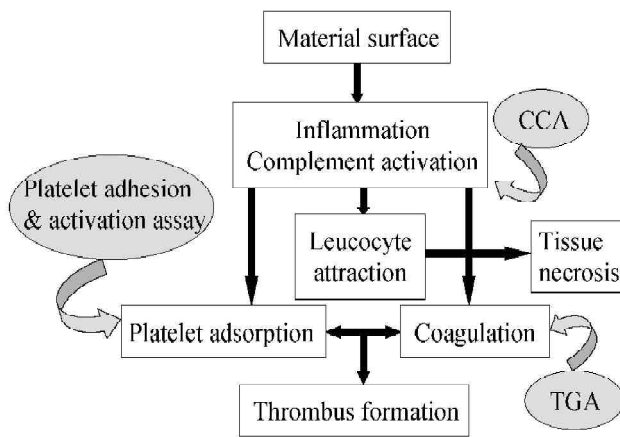 Material surface
Inflammation
Complement activation
CCA
Platelet adhesion
& activation assay
Leucocyte
attraction
Tissue
necrosis
Platelet adsorption
Coagulation
Thrombus formation
TGA